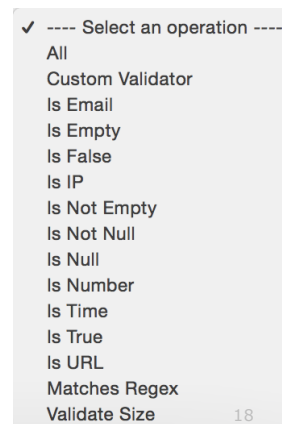 ✓ ---- Select an operation ----
All
Custom Validator
Is Email
Is Empty
Is False
Is IP
Is Not Empty
Is Not Null
Is Null
Is Number
Is Time
Is True
Is URL
Matches Regex
Validate Size 18